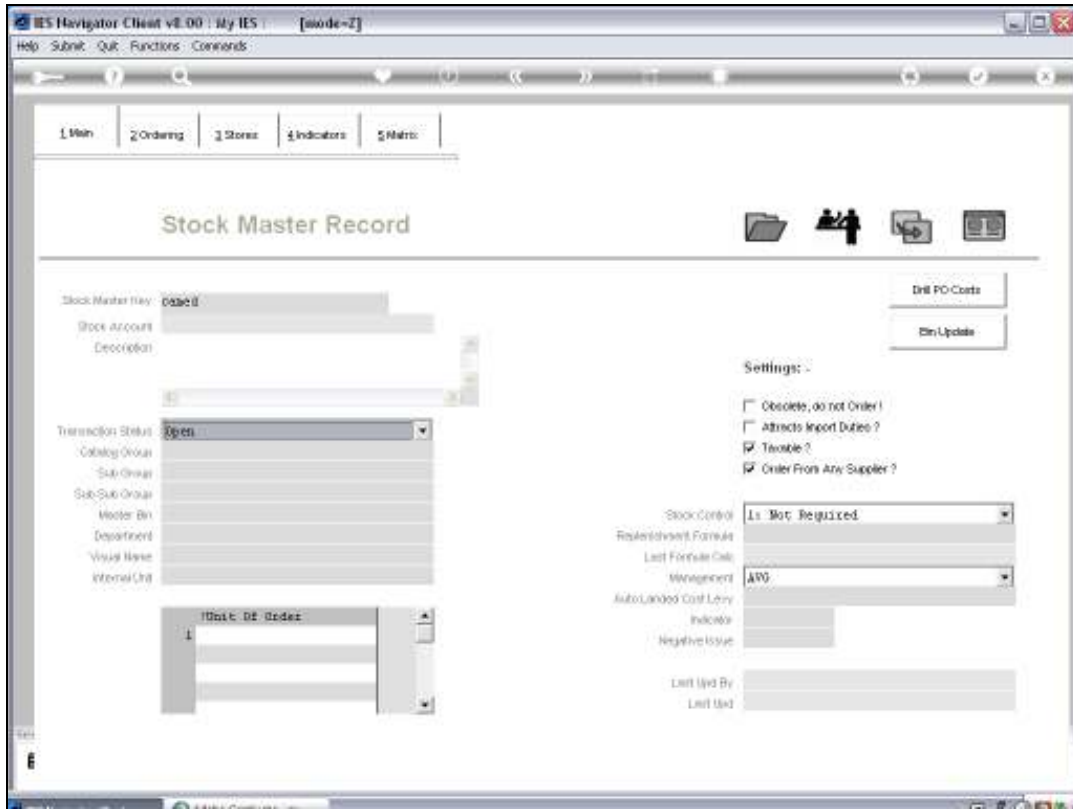 IES Navigator Client v8.00 : My IES : [mode=Z]
Help Submit Quit Functions Commands
1 Main 2 Ordering 3 Stores 4 Indicators 5 Matrix
Stock Master Record
Drill PO Costs
Stock Master Key
Stock Account
Bin Update
Description
Settings: -
Obsolete, do not Order !
Attracts Import Duties ?
Transaction Status Open
Taxable ?
Catalog Group
Order From Any Supplier ?
Sub Group
Sub Sub Group
Master Bin
Stock Control Is Not Required
Department
Replenishment Formula
Visual Name
Last Formula Calc
Internal Unit
Management AVG
Auto Landed Cost Levy
*Unit Of Order
Indicator
1
Negative Issue
Last Upd By
Last Upd